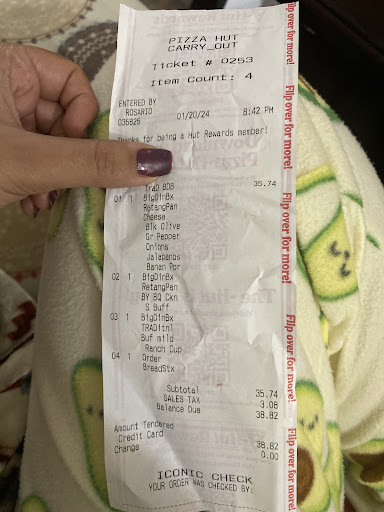 PIZZA HUT
CARRY_OUT
Ticket # 0253
Item Count: 4
ENTERED BY
ROSARIO
035825 01/20/24 8:42 PM
Thanks for being a Hut Rewards member!
Trad BDB 35.74
01 1 BigDinBx
RctangPan
Cheese
Blk Olive
Gr Pepper
Onions
Jalapenos
Banan Ppr
02 1 BigDinBx
RctangPan
BY BQ Ckn
S Buff
03 1 BigDinBx
TRADItnl
Buf mild
Ranch Cup
04 1 Order
BreadStx
Subtotal 35.74
SALES TAX 3.08
Balance Due 38.82
Amount Tendered
Credit Card 38.82
Change 0.00
ICONIC CHECK
YOUR ORDER WAS CHECKED BY:
Flip over for more!
Flip over for more!
Flip over for more!
Flip over for more!
Flip over for more!
Flip over for more!